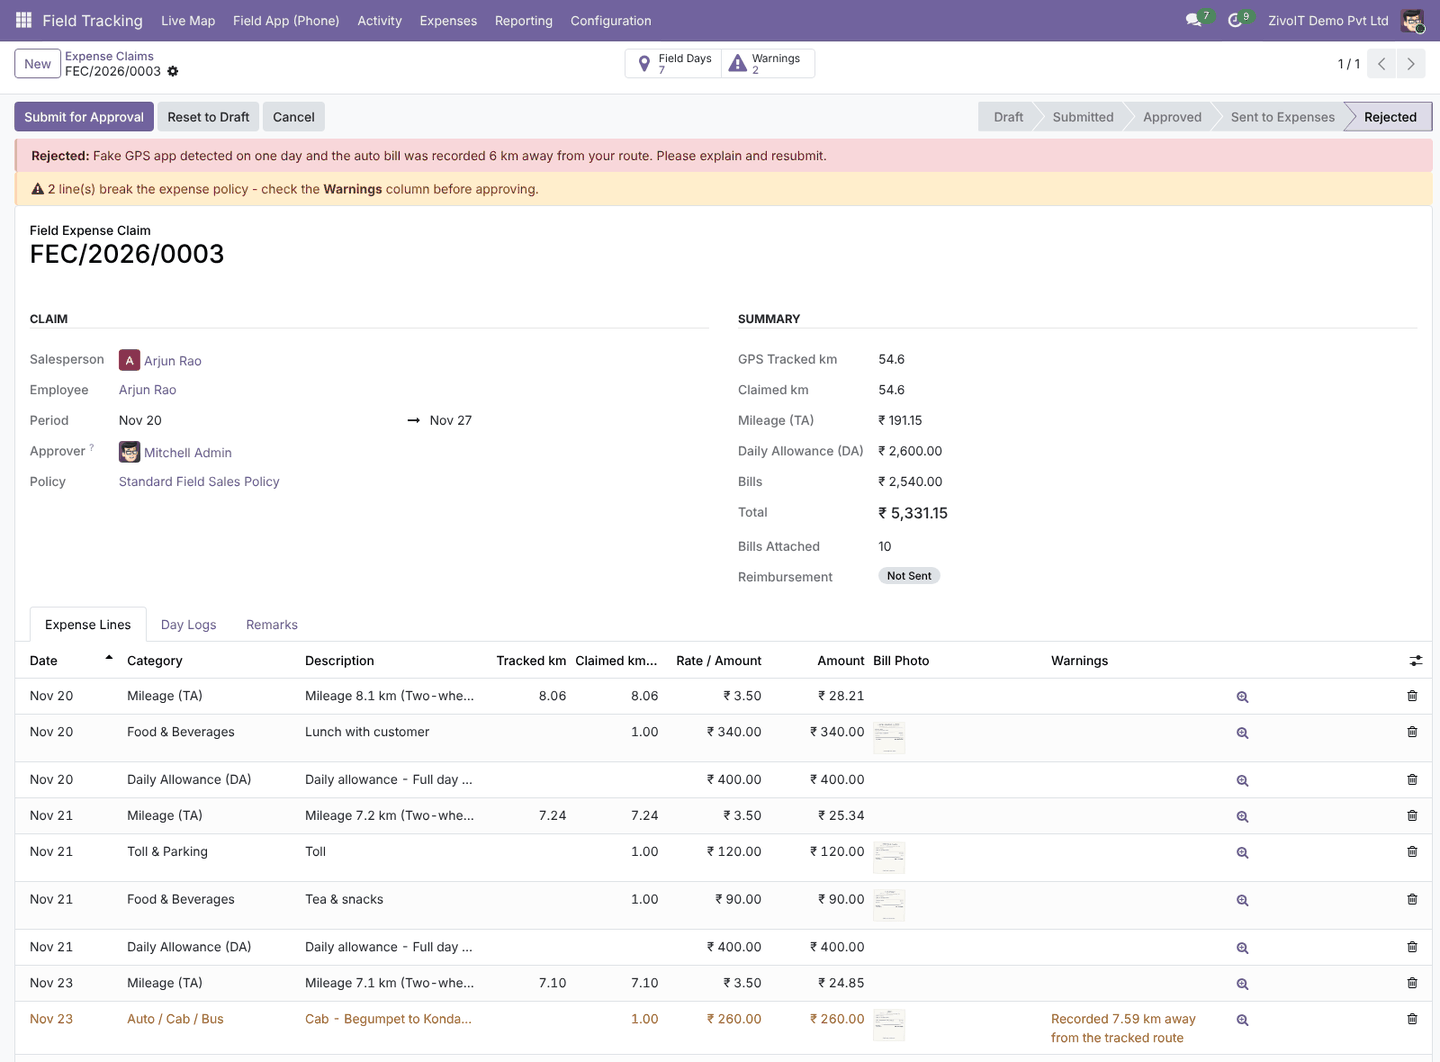 Field Tracking Live Map Field App (Phone) Activity Expenses Reporting Configuration 7 9 ZivoIT Demo Pvt Ltd
New Expense Claims
FEC/2026/0003
Field Days 7 Warnings 2
1 / 1
Submit for Approval Reset to Draft Cancel Draft Submitted Approved Sent to Expenses Rejected
Rejected: Fake GPS app detected on one day and the auto bill was recorded 6 km away from your route. Please explain and resubmit.
2 line(s) break the expense policy - check the Warnings column before approving.
Field Expense Claim
FEC/2026/0003
CLAIM
Salesperson A Arjun Rao
Employee Arjun Rao
Period Nov 20 → Nov 27
Approver ? Mitchell Admin
Policy Standard Field Sales Policy
SUMMARY
GPS Tracked km 54.6
Claimed km 54.6
Mileage (TA) ₹ 191.15
Daily Allowance (DA) ₹ 2,600.00
Bills ₹ 2,540.00
Total ₹ 5,331.15
Bills Attached 10
Reimbursement Not Sent
Expense Lines Day Logs Remarks
Date Category Description Tracked km Claimed km... Rate / Amount Amount Bill Photo Warnings
Nov 20 Mileage (TA) Mileage 8.1 km (Two-whe... 8.06 8.06 ₹ 3.50 ₹ 28.21
Nov 20 Food & Beverages Lunch with customer 1.00 ₹ 340.00 ₹ 340.00
Nov 20 Daily Allowance (DA) Daily allowance - Full day ... ₹ 400.00 ₹ 400.00
Nov 21 Mileage (TA) Mileage 7.2 km (Two-whe... 7.24 7.24 ₹ 3.50 ₹ 25.34
Nov 21 Toll & Parking Toll 1.00 ₹ 120.00 ₹ 120.00
Nov 21 Food & Beverages Tea & snacks 1.00 ₹ 90.00 ₹ 90.00
Nov 21 Daily Allowance (DA) Daily allowance - Full day ... ₹ 400.00 ₹ 400.00
Nov 23 Mileage (TA) Mileage 7.1 km (Two-whe... 7.10 7.10 ₹ 3.50 ₹ 24.85
Nov 23 Auto / Cab / Bus Cab - Begumpet to Konda... 1.00 ₹ 260.00 ₹ 260.00 Recorded 7.59 km away
from the tracked route